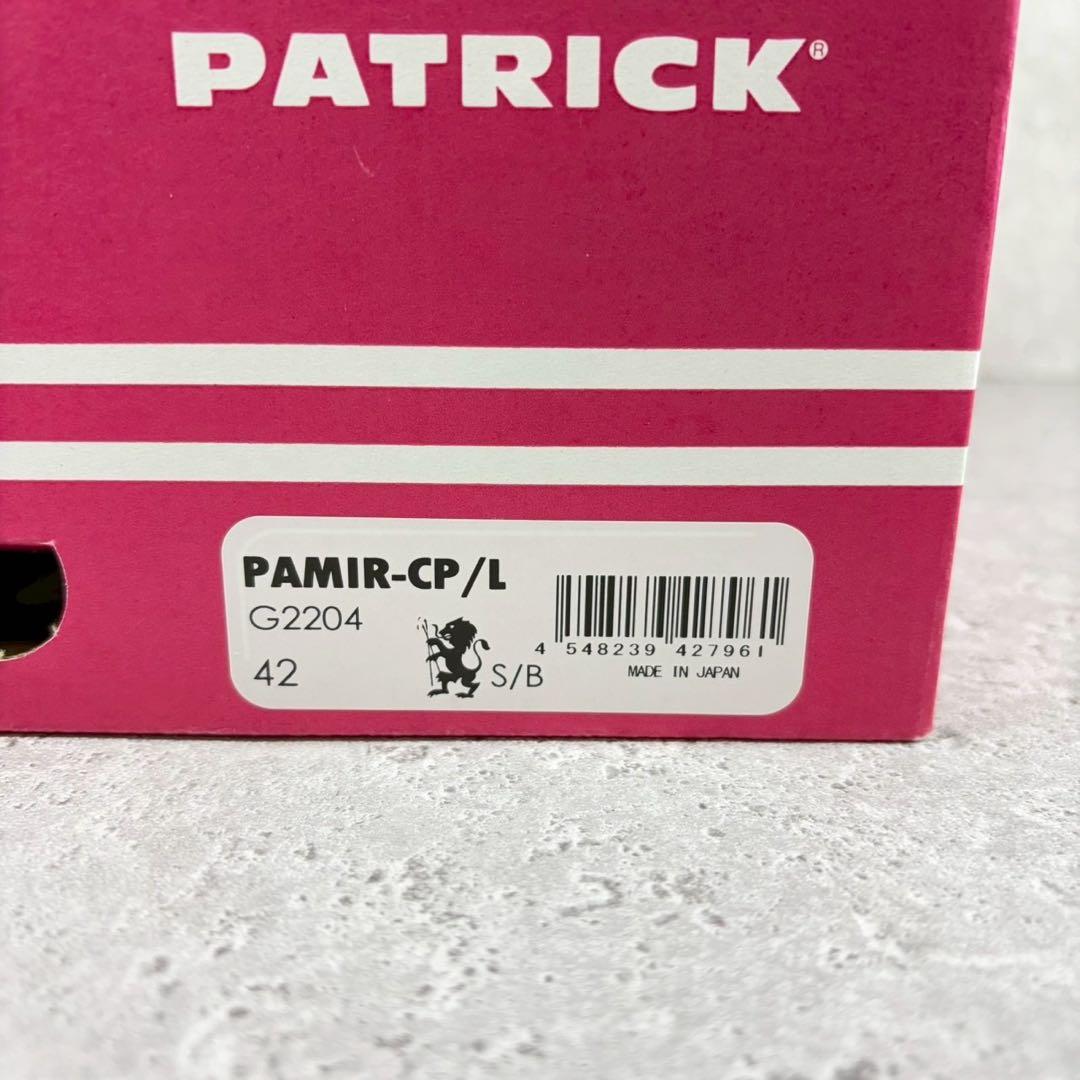 PATRICK®
PAMIR-CP/L
G2204
42
S/B
4 548239 427961
MADE IN JAPAN